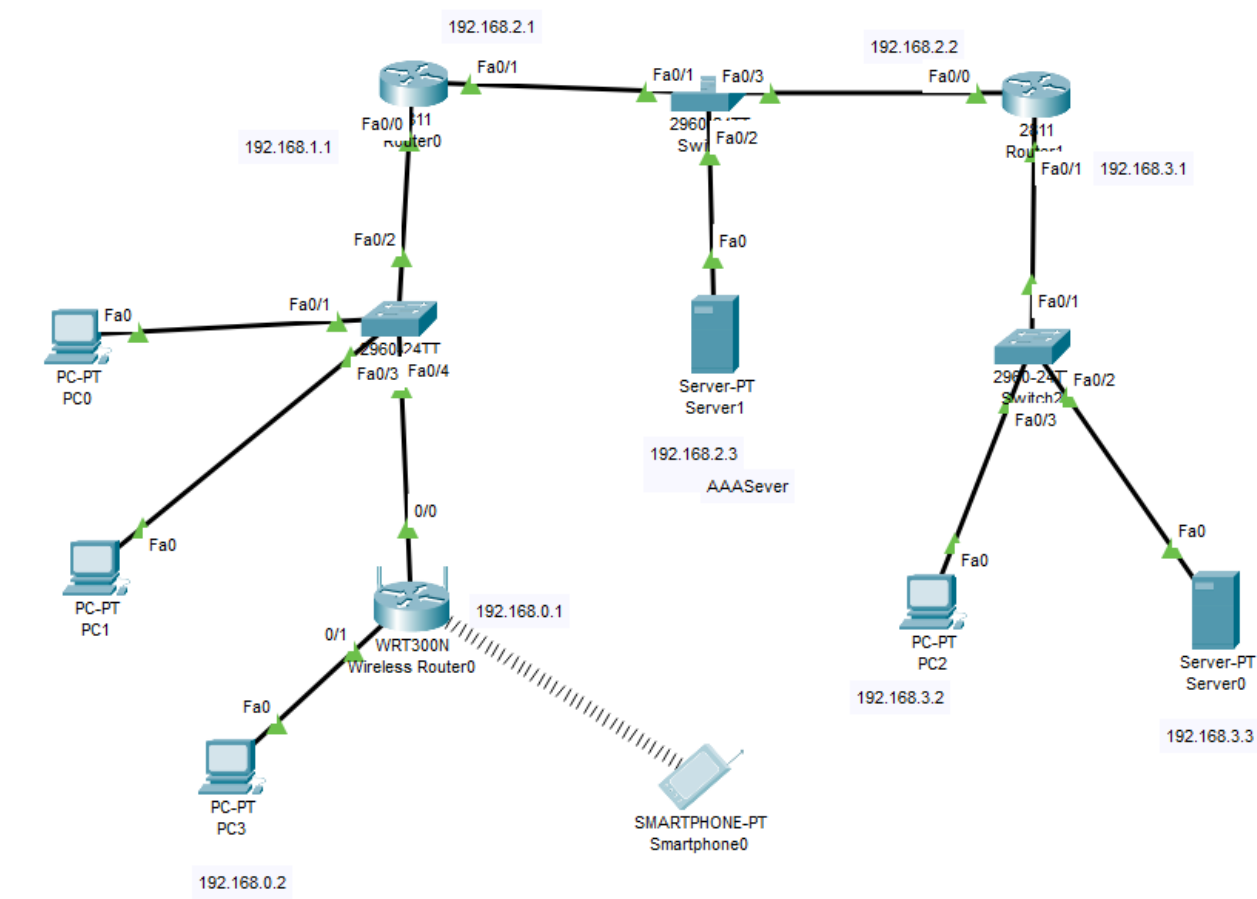 192.168.2.1
192.168.2.2
Fa0/1
Fa0/1
Fa0/3
Fa0/0
Fa0/0
Router0
192.168.1.1
Fa0/2
2811
Router1
Fa0/1
192.168.3.1
Fa0/2
Fa0
Fa0/1
Fa0
PC-PT
PC0
Fa0/1
2960-24TT
Fa0/3
Fa0/4
Server-PT
Server1
Switch2
Fa0/2
Fa0/3
192.168.2.3
AAASever
0/0
Fa0
PC-PT
PC1
Fa0
Fa0
192.168.0.1
0/1
WRT300N
Wireless Router0
PC-PT
PC2
Server-PT
Server0
192.168.3.2
192.168.3.3
Fa0
PC-PT
PC3
SMARTPHONE-PT
Smartphone0
192.168.0.2